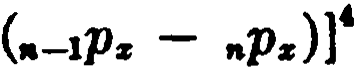 (ₙ₋₁pₓ − ₙpₓ)]⁴